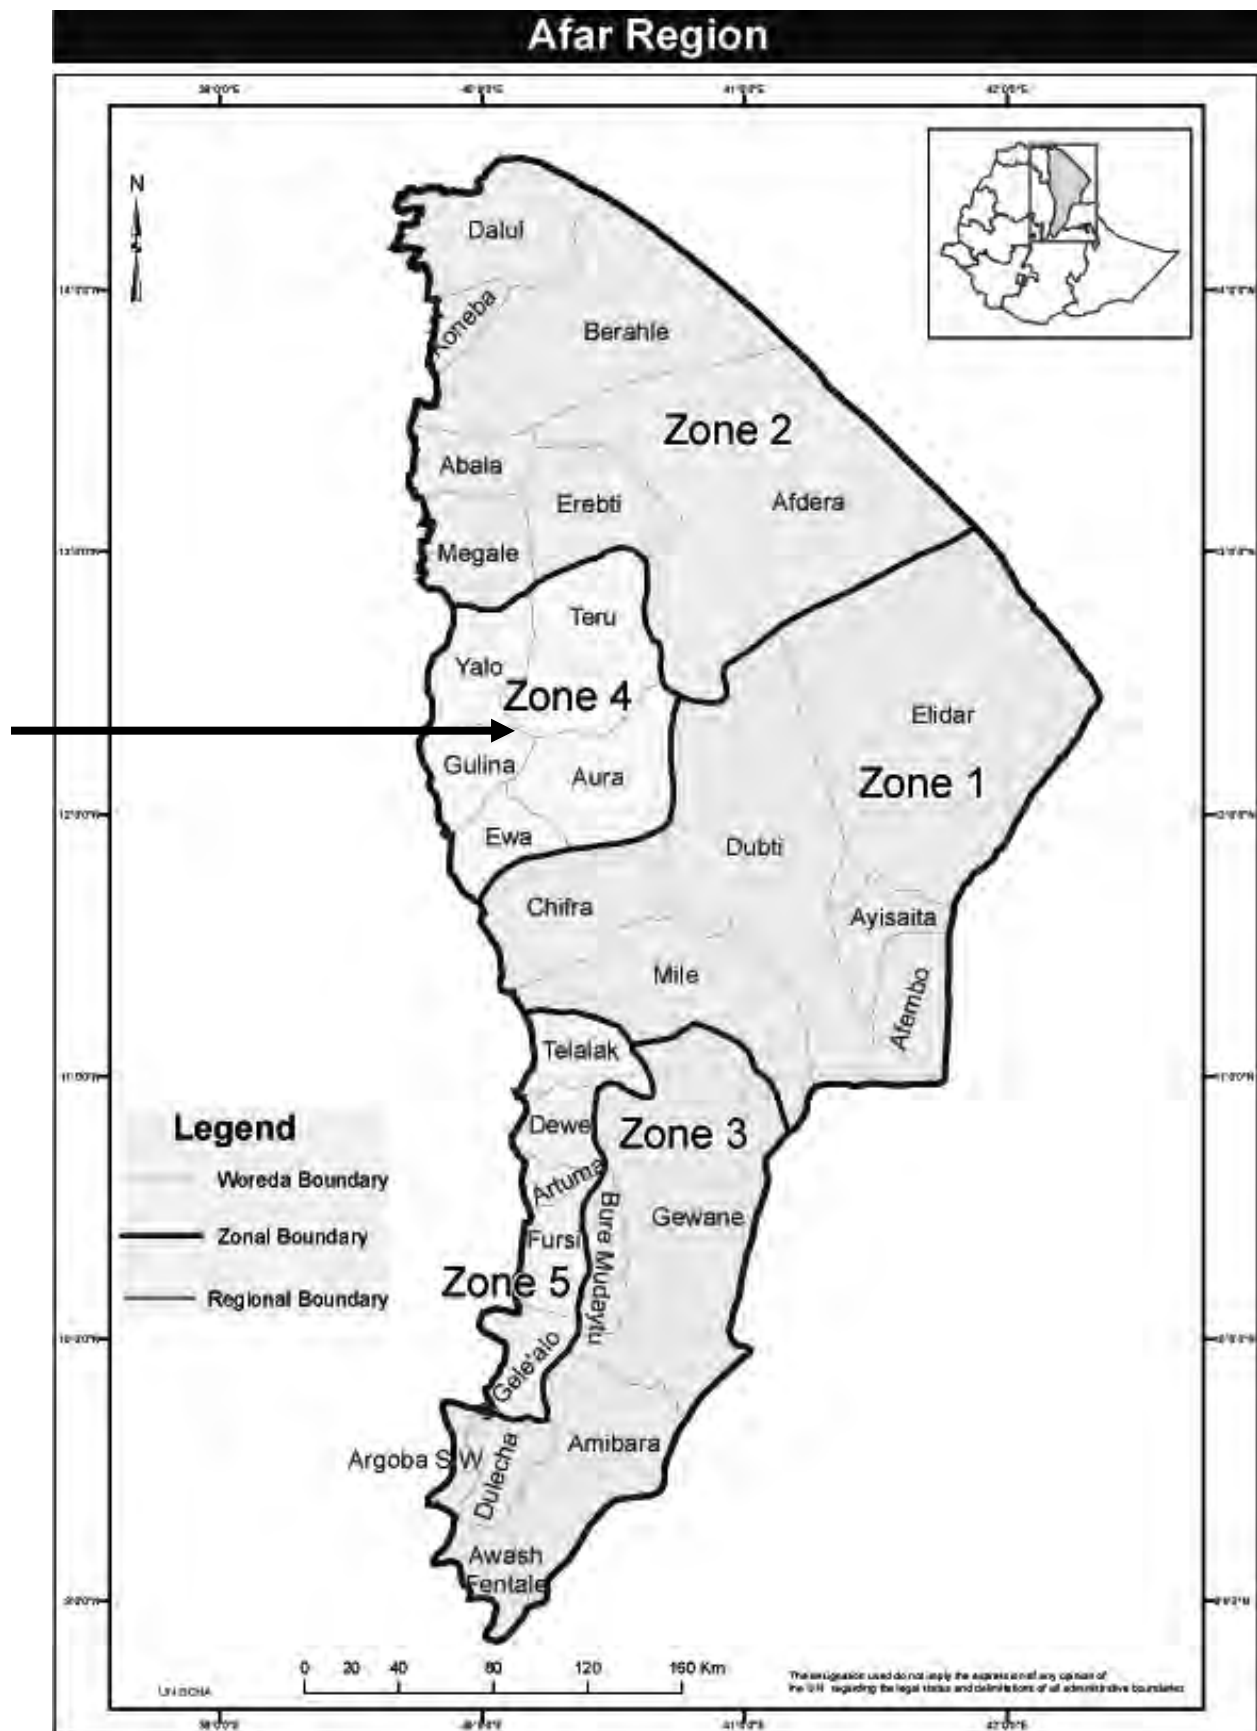 Afar Region
N
Dalul
Koneba
Berahle
Zone 2
Abala
Erebti
Afdera
Megale
Teru
Yalo
Zone 4
Elidar
Gulina
Aura
Zone 1
Ewa
Dubti
Chifra
Ayisaita
Mile
Afembo
Telalak
Dewe
Zone 3
Artuma
Bure Mudaytu
Gewane
Fursi
Zone 5
Gele'alo
Argoba S W
Dulecha
Amibara
Awash
Fentale
Legend
Woreda Boundary
Zonal Boundary
Regional Boundary
0 20 40 80 120 160 Km